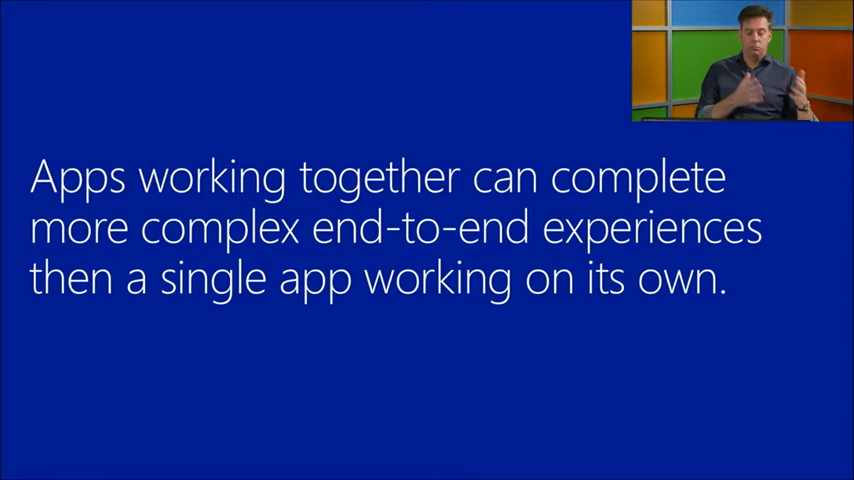 Apps working together can complete
more complex end-to-end experiences
then a single app working on its own.